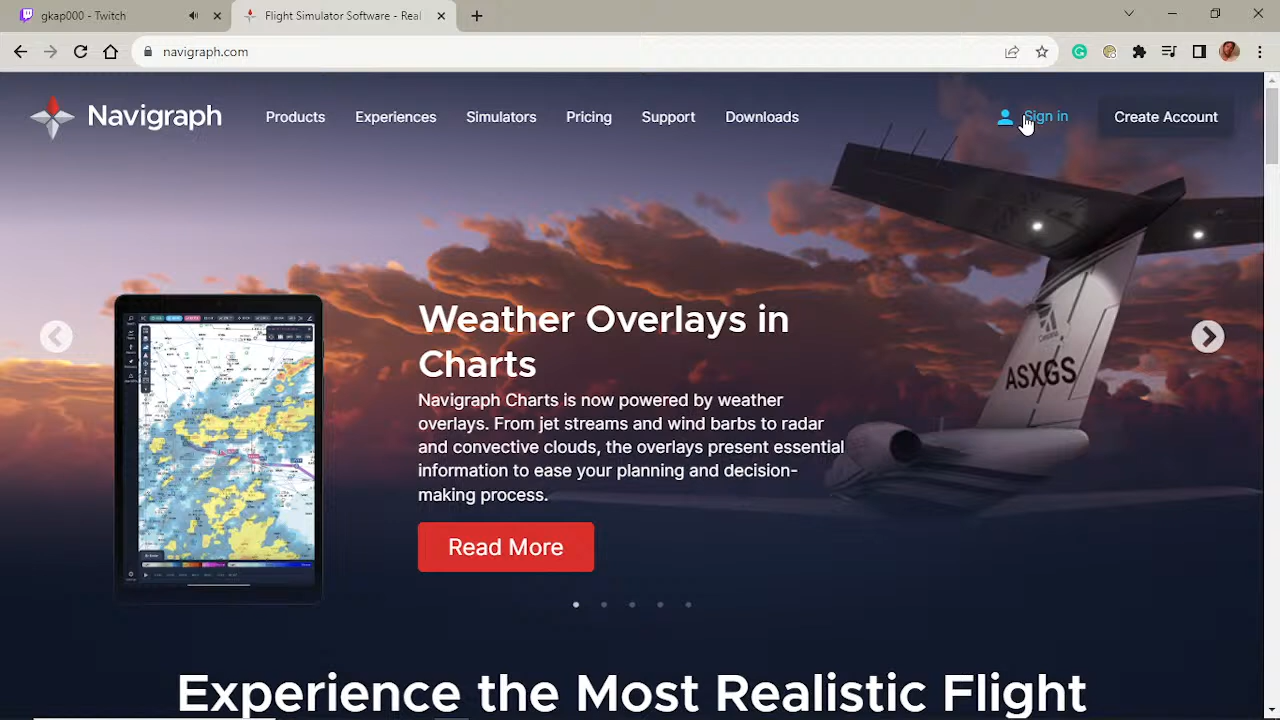 gkap000 - Twitch
Flight Simulator Software - Real
navigraph.com
Navigraph
Products
Experiences
Simulators
Pricing
Support
Downloads
Sign in
Create Account
Weather Overlays in
Charts
Navigraph Charts is now powered by weather
overlays. From jet streams and wind barbs to radar
and convective clouds, the overlays present essential
information to ease your planning and decision-
making process.
Read More
ASXGS
Experience the Most Realistic Flight